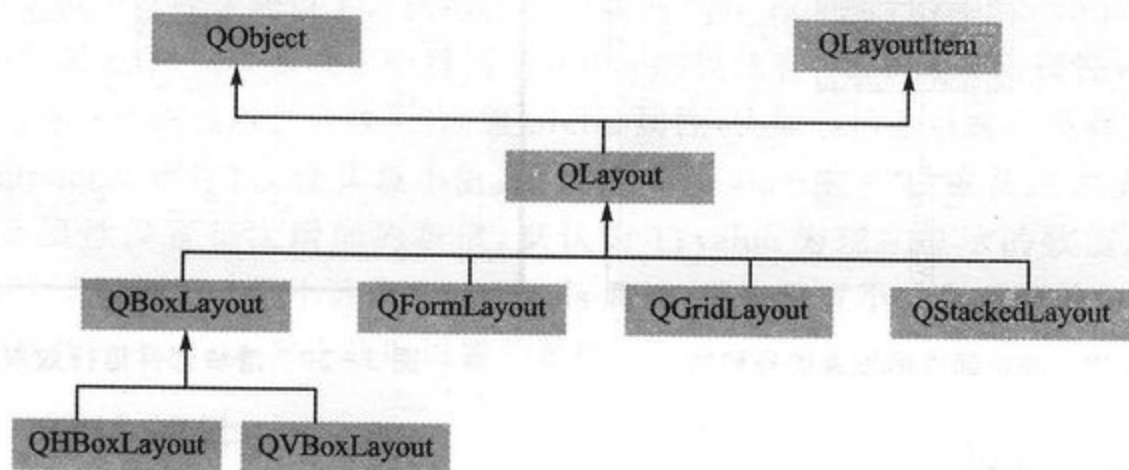 QObject
QLayoutItem
QLayout
QBoxLayout
QFormLayout
QGridLayout
QStackedLayout
QHBoxLayout
QVBoxLayout